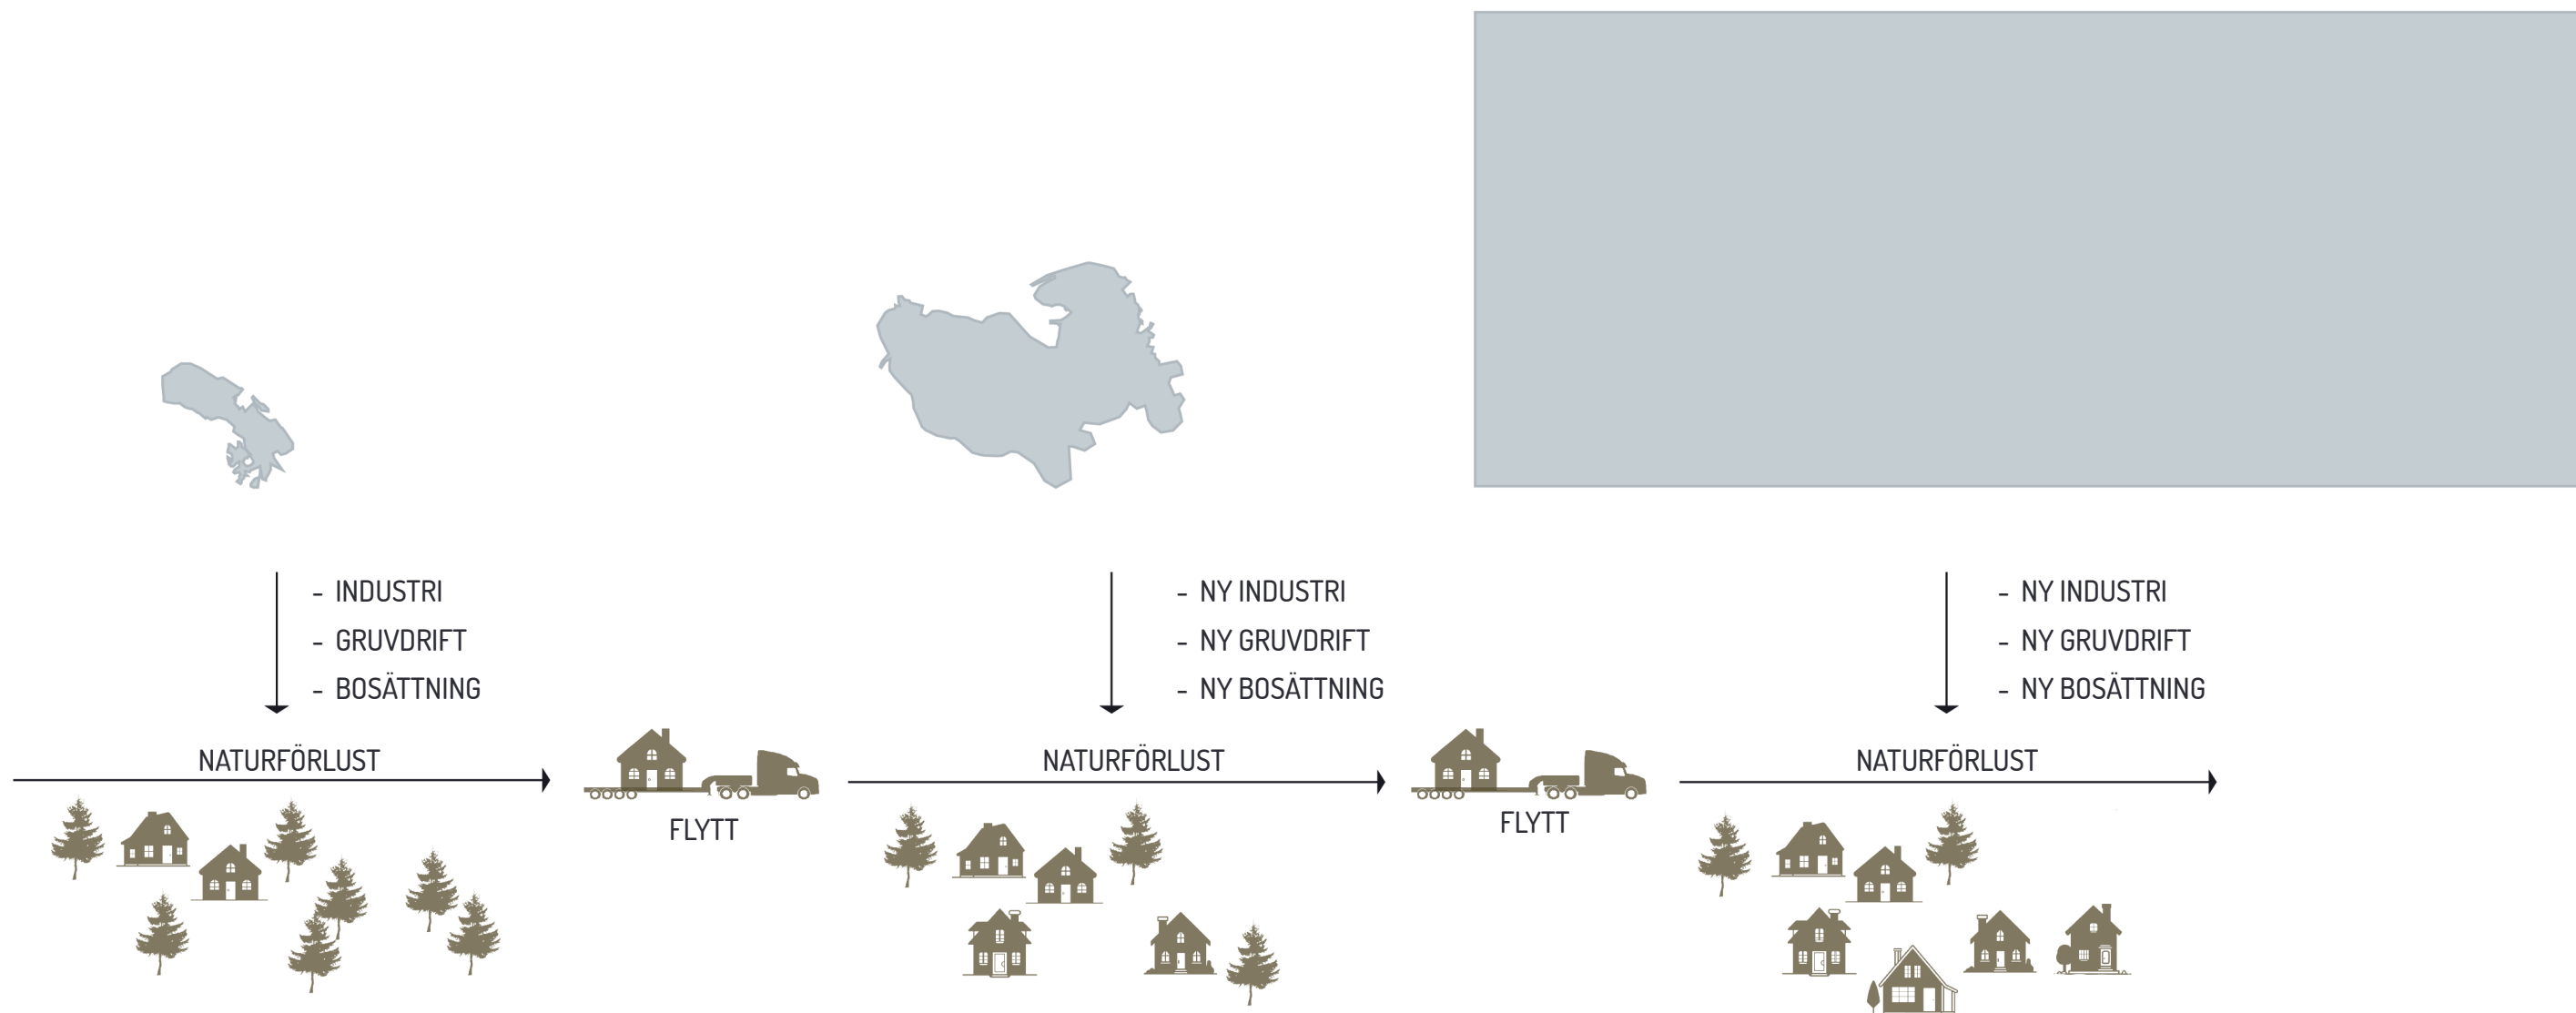 - INDUSTRI
- GRUVDRIFT
- BOSÄTTNING
NATURFÖRLUST
FLYTT
- NY INDUSTRI
- NY GRUVDRIFT
- NY BOSÄTTNING
NATURFÖRLUST
FLYTT
- NY INDUSTRI
- NY GRUVDRIFT
- NY BOSÄTTNING
NATURFÖRLUST